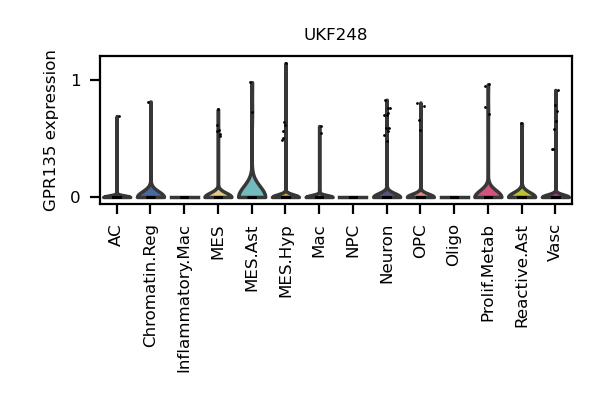 UKF248
GPR135 expression
1
0
AC
Chromatin.Reg
Inflammatory.Mac
MES
MES.Ast
MES.Hyp
Mac
NPC
Neuron
OPC
Oligo
Prolif.Metab
Reactive.Ast
Vasc